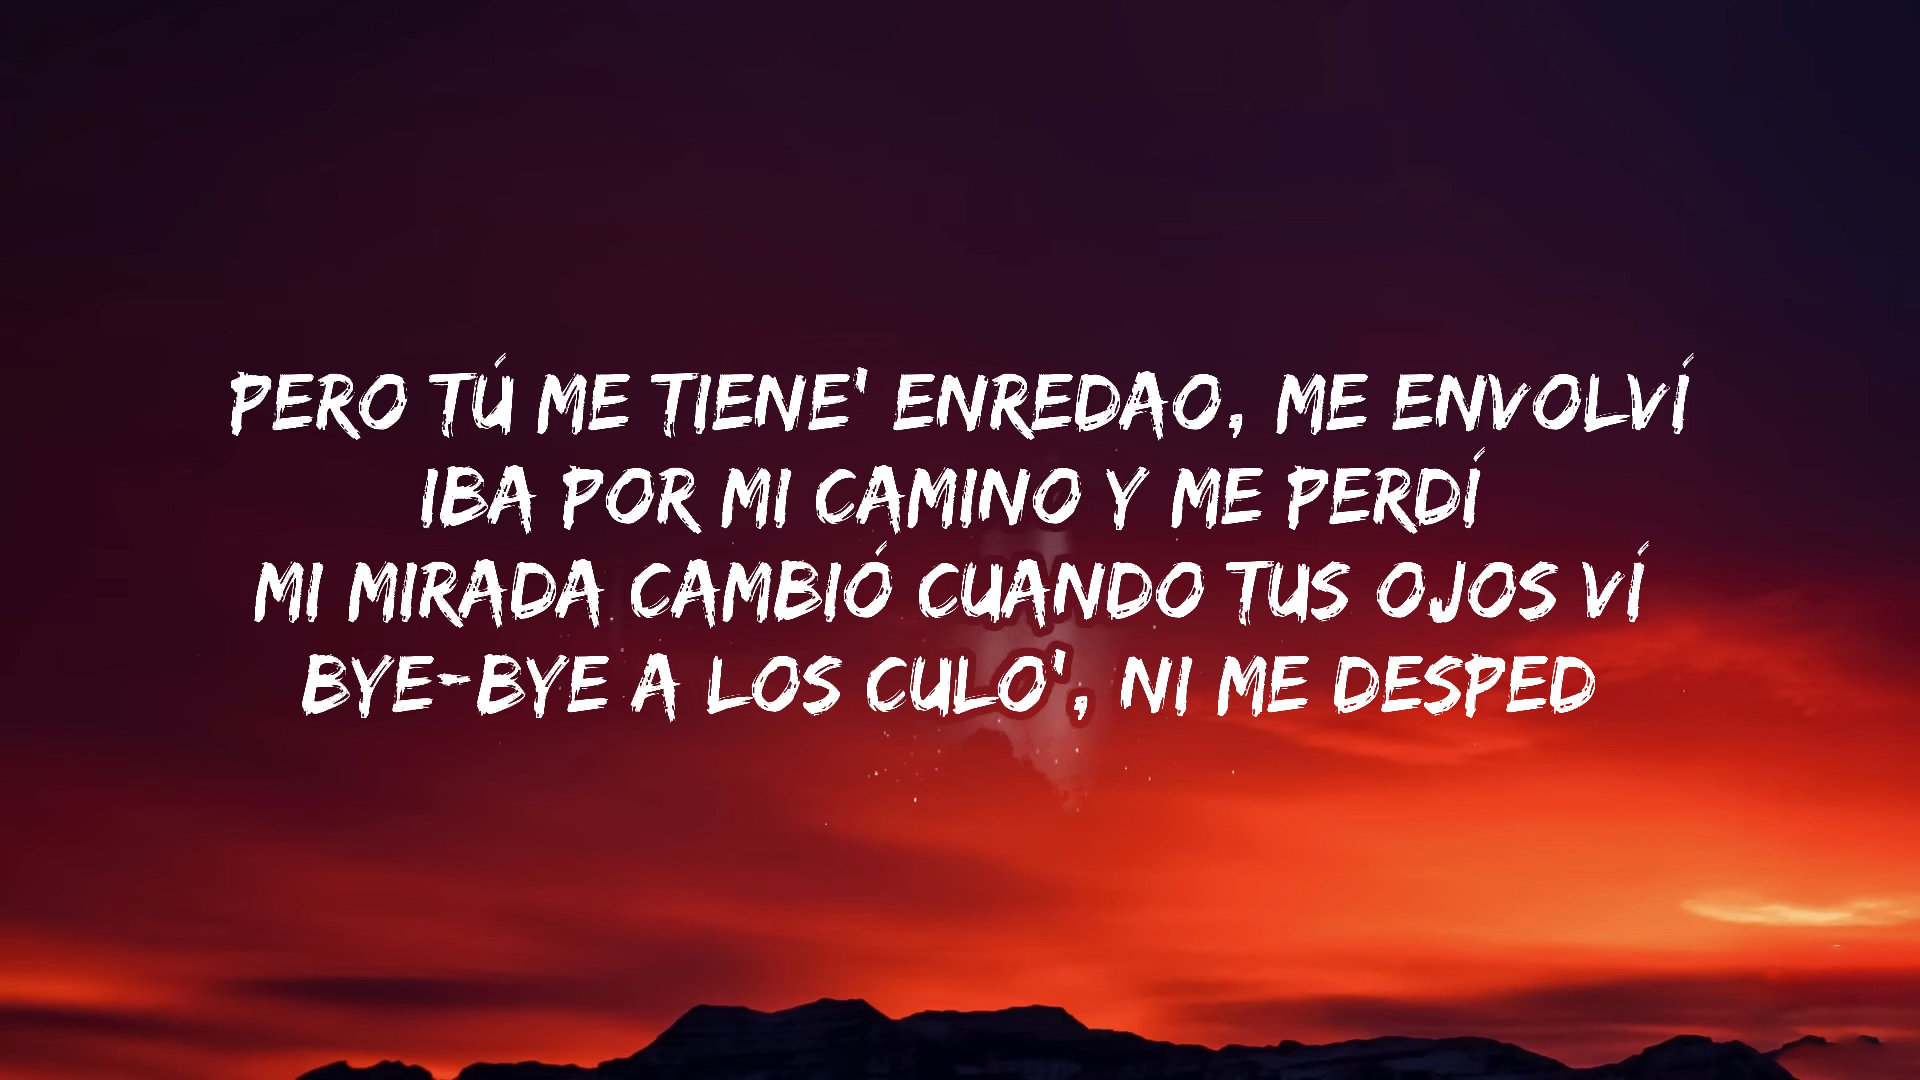 PERO TÚ ME TIENE' ENREDAO, ME ENVOLVÍ
IBA POR MI CAMINO Y ME PERDÍ
MI MIRADA CAMBIÓ CUANDO TUS OJOS VÍ
BYE-BYE A LOS CULO', NI ME DESPED